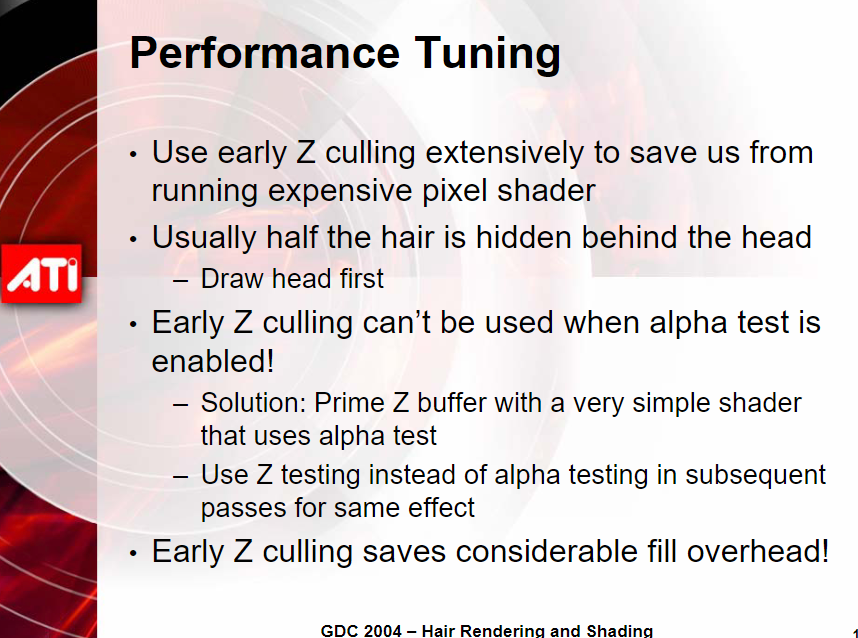 Performance Tuning
• Use early Z culling extensively to save us from
running expensive pixel shader
• Usually half the hair is hidden behind the head
– Draw head first
ATI
• Early Z culling can't be used when alpha test is
enabled!
– Solution: Prime Z buffer with a very simple shader
that uses alpha test
– Use Z testing instead of alpha testing in subsequent
passes for same effect
• Early Z culling saves considerable fill overhead!
GDC 2004 – Hair Rendering and Shading